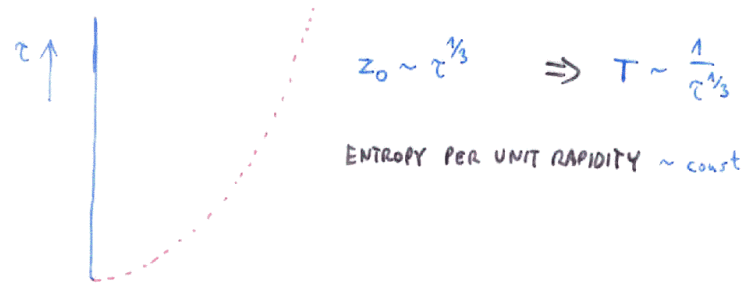 τ ↑
z₀ ~ τ^{1/3} ⇒ T ~ 1/τ^{1/3}
ENTROPY PER UNIT RAPIDITY ~ const